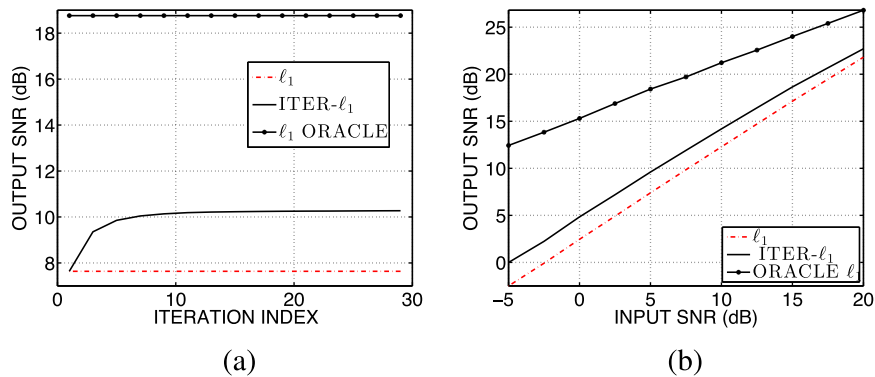 18
16
14
12
10
8
0
10
20
30
OUTPUT SNR (dB)
ITERATION INDEX
ℓ1
ITER-ℓ1
ℓ1 ORACLE
(a)
25
20
15
10
5
0
−5
0
5
10
15
20
OUTPUT SNR (dB)
INPUT SNR (dB)
ℓ1
ITER-ℓ1
ORACLE ℓ1
(b)